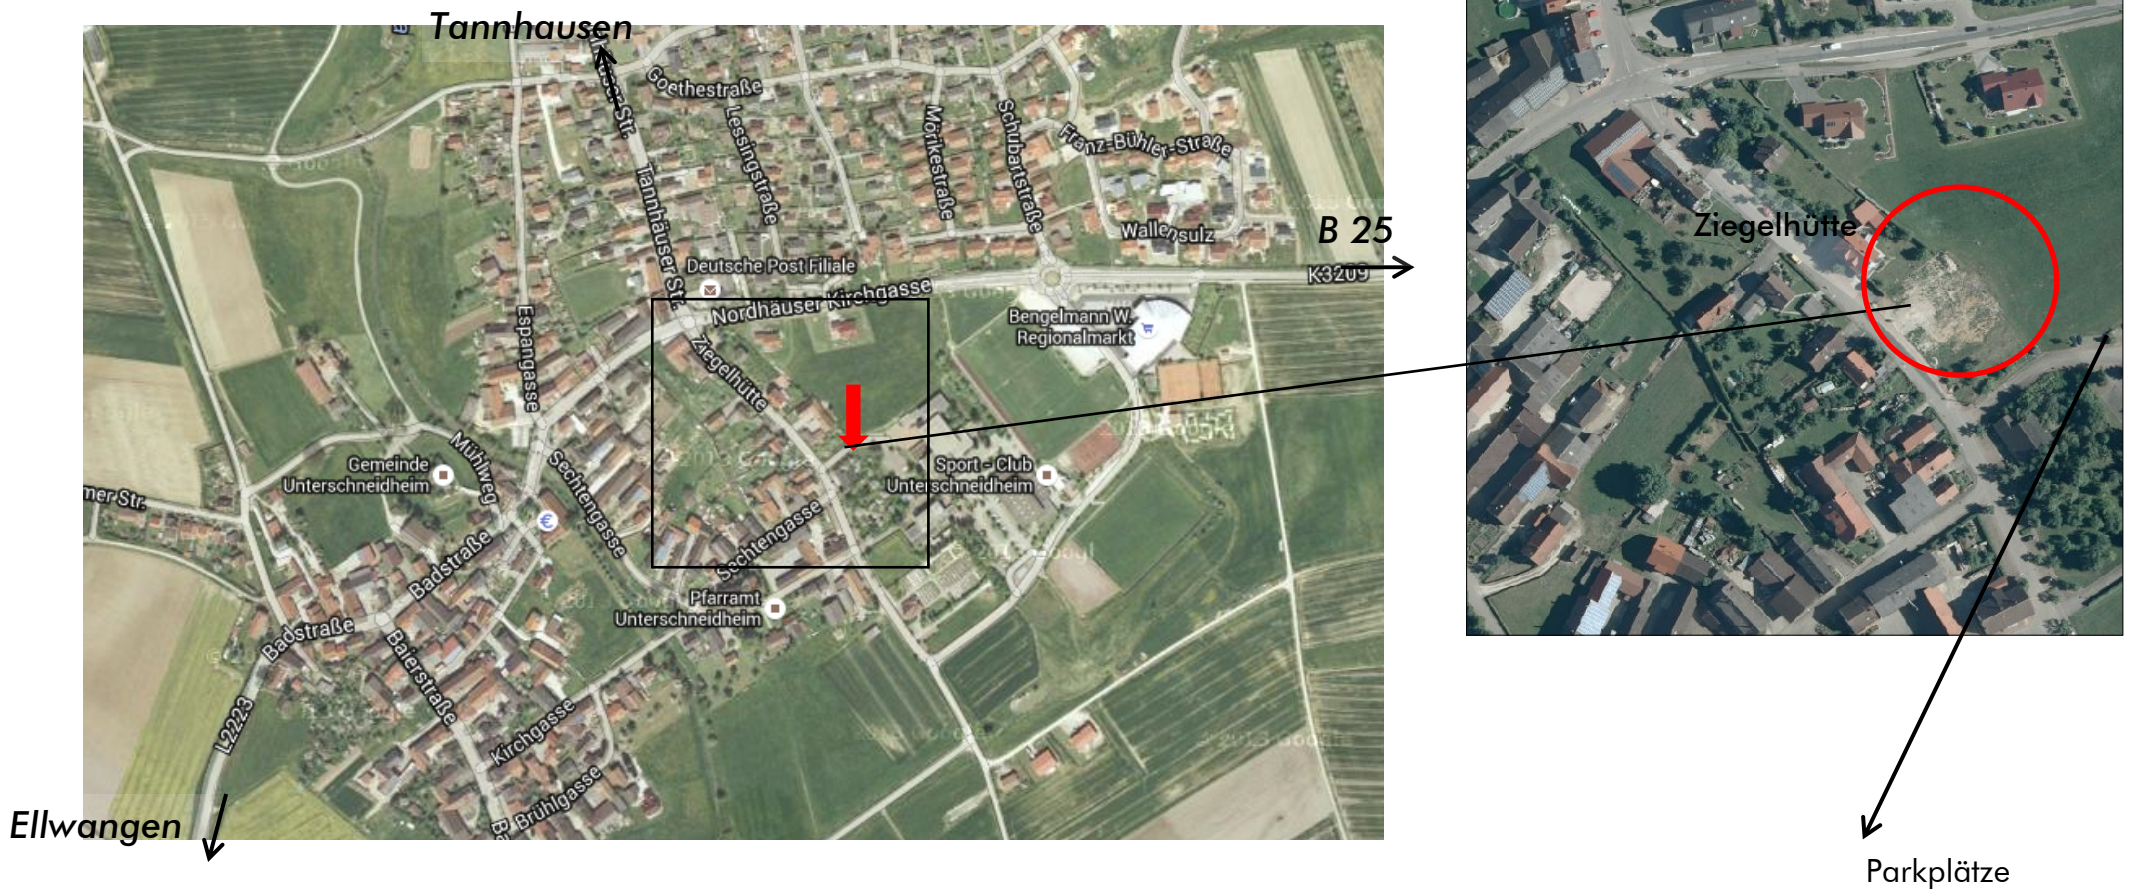 Tannhausen
Goethestraße
Lessingstraße
Tannhäuser Str.
Mörikestraße
Schubartstraße
Franz-Bühler-Straße
Wallensulz
B 25
K3209
Deutsche Post Filiale
Nordhäuser Kirchgasse
Espangasse
Ziegelhütte
Bengelmann W.
Regionalmarkt
Mühlweg
Sechtengasse
Gemeinde
Unterschneidheim
mer Str.
Sport - Club
Unterschneidheim
Sechtengasse
Badstraße
Pfarramt
Unterschneidheim
Badstraße
Baierstraße
L2223
Kirchgasse
Brühlgasse
Ellwangen
Ziegelhütte
Parkplätze